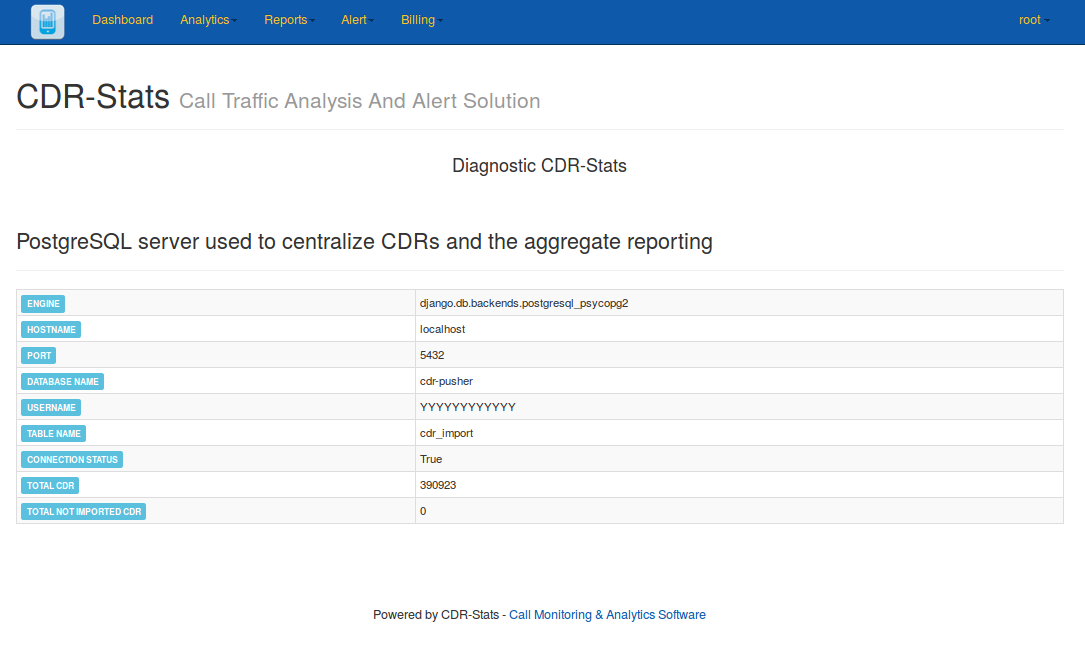 Dashboard Analytics Reports Alert Billing root
CDR-Stats Call Traffic Analysis And Alert Solution
Diagnostic CDR-Stats
PostgreSQL server used to centralize CDRs and the aggregate reporting
ENGINE django.db.backends.postgresql_psycopg2
HOSTNAME localhost
PORT 5432
DATABASE NAME cdr-pusher
USERNAME YYYYYYYYYYYY
TABLE NAME cdr_import
CONNECTION STATUS True
TOTAL CDR 390923
TOTAL NOT IMPORTED CDR 0
Powered by CDR-Stats - Call Monitoring & Analytics Software